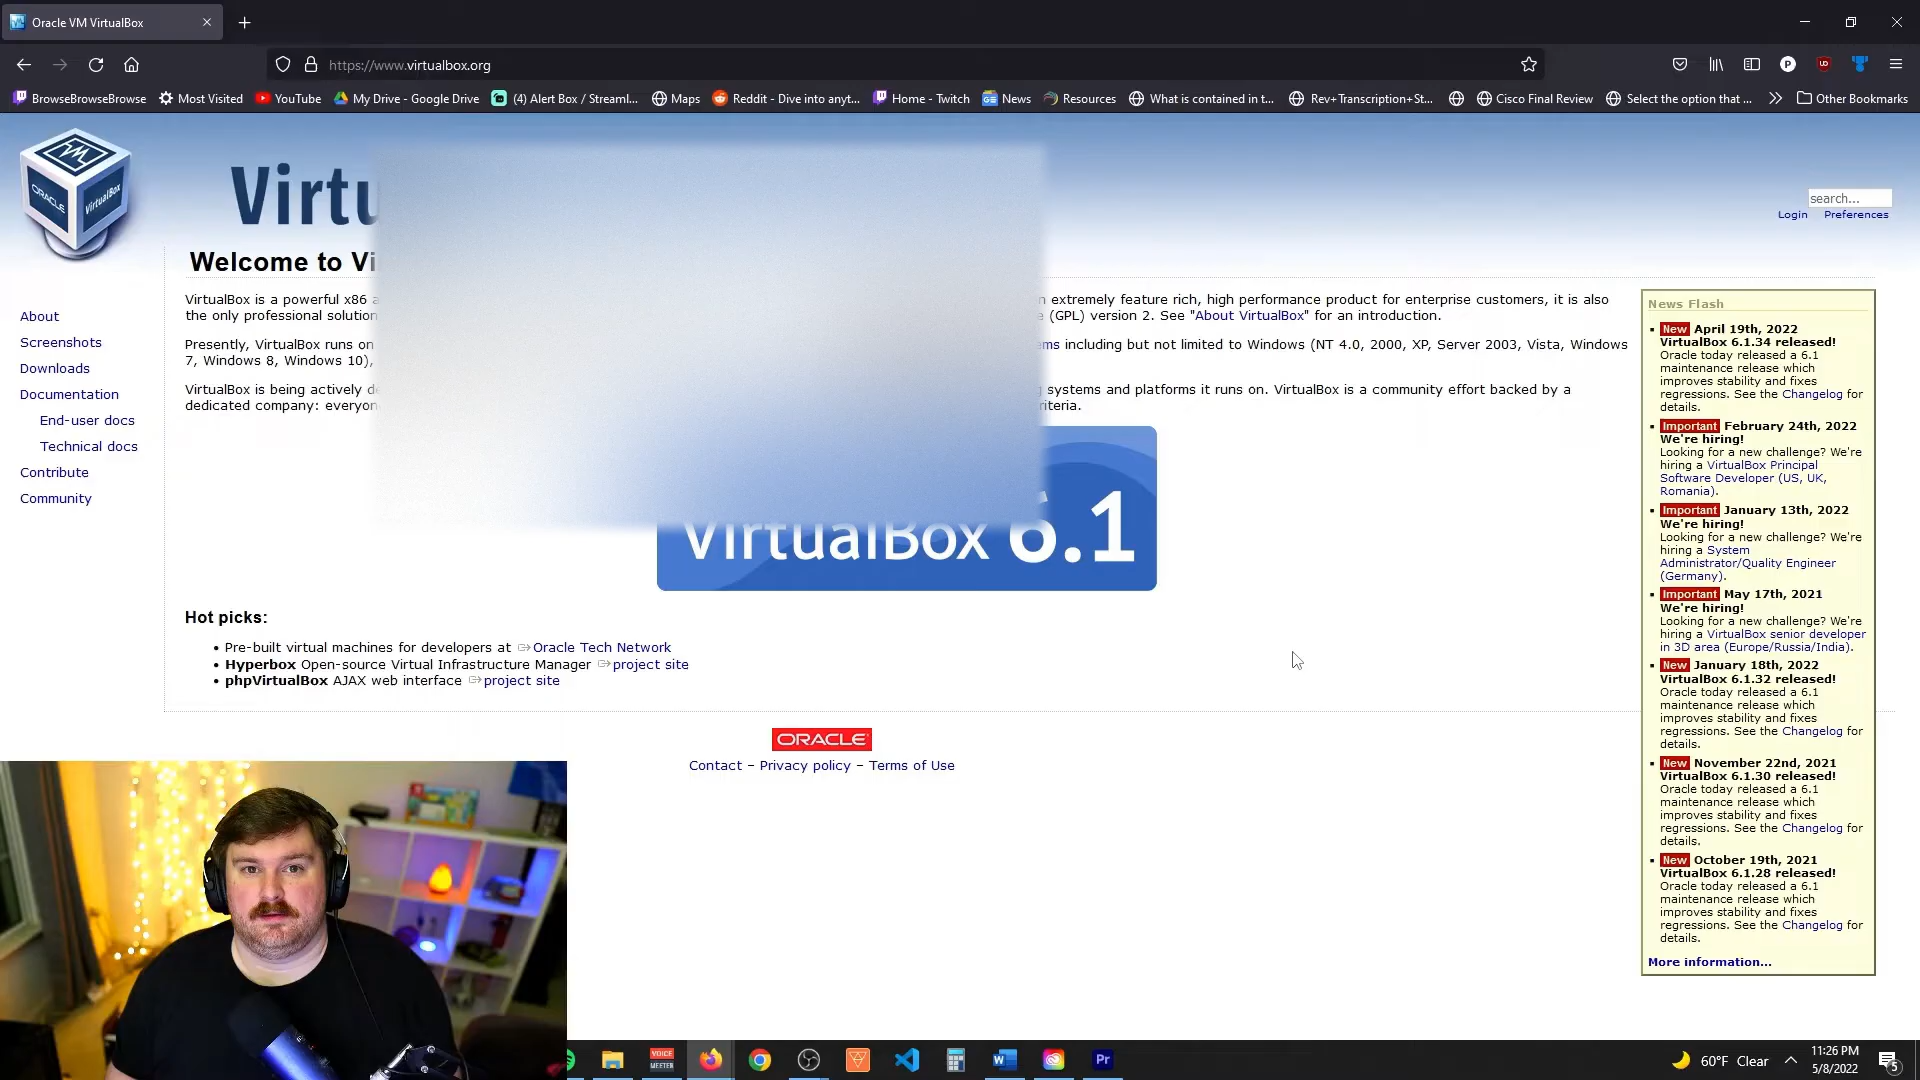 Oracle VM VirtualBox
https://www.virtualbox.org
BrowseBrowseBrowse
Most Visited
YouTube
My Drive - Google Drive
(4) Alert Box / Streaml...
Maps
Reddit - Dive into anyt...
Home - Twitch
News
Resources
What is contained in t...
Rev+Transcription+St...
Cisco Final Review
Select the option that ...
Other Bookmarks
ORACLE
VirtualBox
Virtu
search...
Login Preferences
Welcome to Vi
About
Screenshots
Downloads
Documentation
End-user docs
Technical docs
Contribute
Community
VirtualBox is a powerful x86 a
extremely feature rich, high performance product for enterprise customers, it is also
the only professional solution
(GPL) version 2. See "About VirtualBox" for an introduction.
Presently, VirtualBox runs on
ems including but not limited to Windows (NT 4.0, 2000, XP, Server 2003, Vista, Windows
7, Windows 8, Windows 10),
VirtualBox is being actively de
systems and platforms it runs on. VirtualBox is a community effort backed by a
dedicated company: everyon
riteria.
VirtualBox 6.1
Hot picks:
Pre-built virtual machines for developers at Oracle Tech Network
Hyperbox Open-source Virtual Infrastructure Manager project site
phpVirtualBox AJAX web interface project site
ORACLE
Contact – Privacy policy – Terms of Use
News Flash
New April 19th, 2022
VirtualBox 6.1.34 released!
Oracle today released a 6.1
maintenance release which
improves stability and fixes
regressions. See the Changelog for
details.
Important February 24th, 2022
We're hiring!
Looking for a new challenge? We're
hiring a VirtualBox Principal
Software Developer (US, UK,
Romania).
Important January 13th, 2022
We're hiring!
Looking for a new challenge? We're
hiring a System
Administrator/Quality Engineer
(Germany).
Important May 17th, 2021
We're hiring!
Looking for a new challenge? We're
hiring a VirtualBox senior developer
in 3D area (Europe/Russia/India).
New January 18th, 2022
VirtualBox 6.1.32 released!
Oracle today released a 6.1
maintenance release which
improves stability and fixes
regressions. See the Changelog for
details.
New November 22nd, 2021
VirtualBox 6.1.30 released!
Oracle today released a 6.1
maintenance release which
improves stability and fixes
regressions. See the Changelog for
details.
New October 19th, 2021
VirtualBox 6.1.28 released!
Oracle today released a 6.1
maintenance release which
improves stability and fixes
regressions. See the Changelog for
details.
More information...
VOICE
MEETER
Pr
60°F Clear
11:26 PM
5/8/2022
5